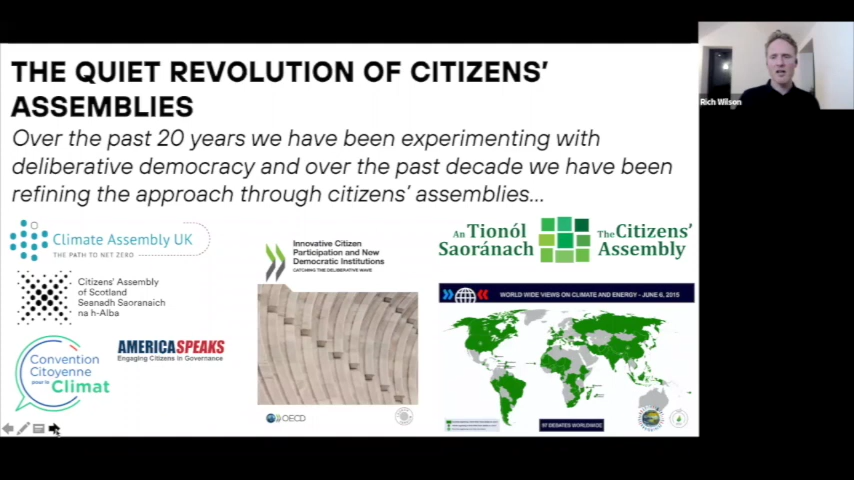 THE QUIET REVOLUTION OF CITIZENS'
ASSEMBLIES
Over the past 20 years we have been experimenting with
deliberative democracy and over the past decade we have been
refining the approach through citizens' assemblies...
Rich Wilson
Climate Assembly UK
THE PATH TO NET ZERO
Citizens' Assembly
of Scotland
Seanadh Saoranaich
na h-Alba
Convention
Citoyenne
pour le
Climat
AMERICASPEAKS
Engaging Citizens in Governance
Innovative Citizen
Participation and New
Democratic Institutions
CATCHING THE DELIBERATIVE WAVE
OECD
An Tionól
Saoránach
The Citizens'
Assembly
WORLD WIDE VIEWS ON CLIMATE AND ENERGY - JUNE 6, 2015
97 DEBATES WORLDWIDE